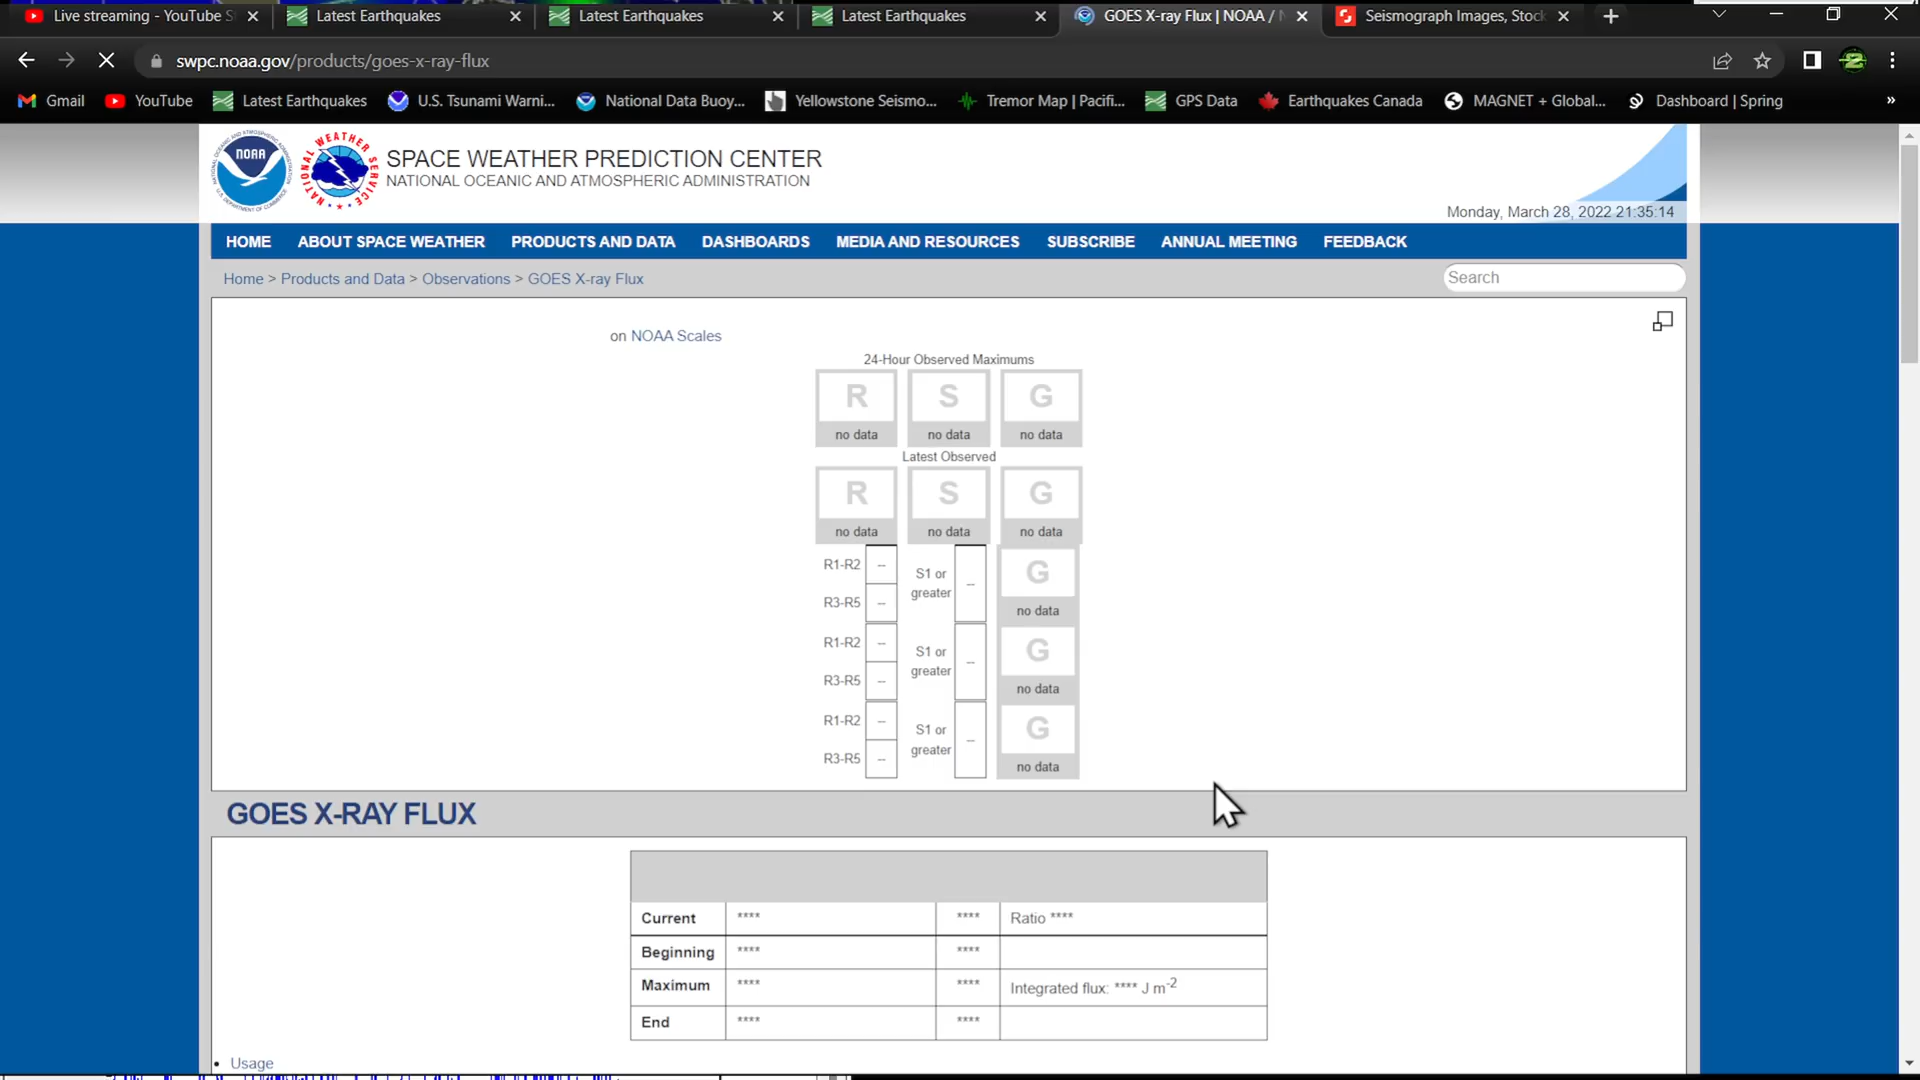 Live streaming - YouTube S
Latest Earthquakes
Latest Earthquakes
Latest Earthquakes
GOES X-ray Flux | NOAA / N
Seismograph Images, Stock
swpc.noaa.gov/products/goes-x-ray-flux
Gmail
YouTube
Latest Earthquakes
U.S. Tsunami Warni...
National Data Buoy...
Yellowstone Seismo...
Tremor Map | Pacifi...
GPS Data
Earthquakes Canada
MAGNET + Global...
Dashboard | Spring
»
NOAA
NATIONAL WEATHER SERVICE
SPACE WEATHER PREDICTION CENTER
NATIONAL OCEANIC AND ATMOSPHERIC ADMINISTRATION
Monday, March 28, 2022 21:35:14
HOME ABOUT SPACE WEATHER PRODUCTS AND DATA DASHBOARDS MEDIA AND RESOURCES SUBSCRIBE ANNUAL MEETING FEEDBACK
Home > Products and Data > Observations > GOES X-ray Flux
Search
on NOAA Scales
24-Hour Observed Maximums
R S G
no data no data no data
Latest Observed
R S G
no data no data no data
R1-R2 --
R3-R5 --
S1 or
greater
--
G
no data
R1-R2 --
R3-R5 --
S1 or
greater
--
G
no data
R1-R2 --
R3-R5 --
S1 or
greater
--
G
no data
GOES X-RAY FLUX
Current **** **** Ratio ****
Beginning **** ****
Maximum **** **** Integrated flux: **** J m-2
End **** ****
• Usage